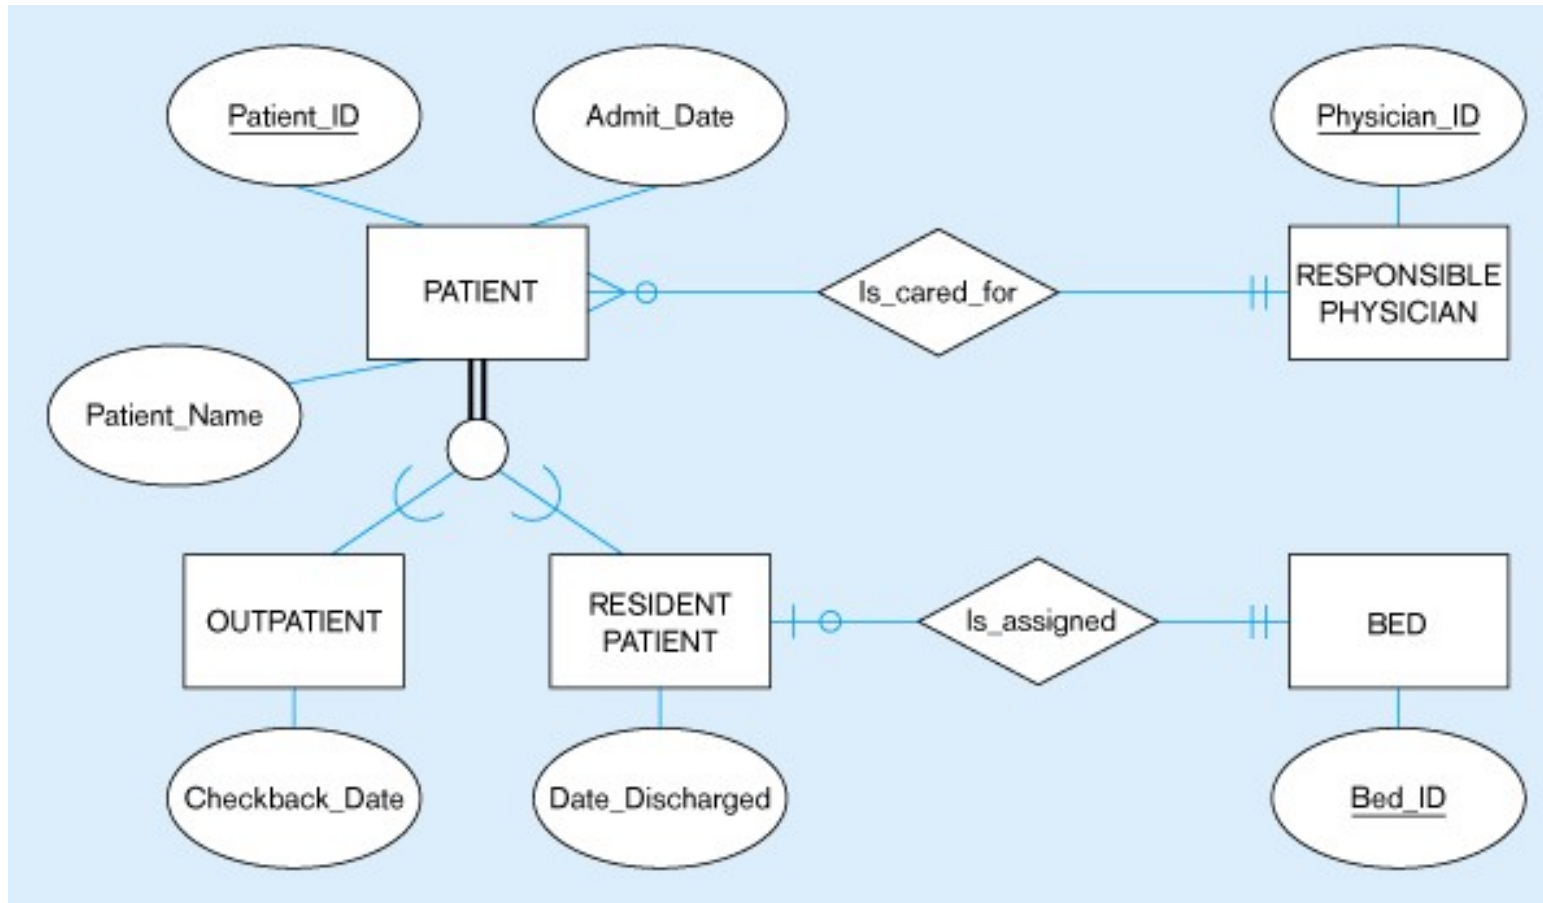 Patient_ID
Admit_Date
Physician_ID
PATIENT
Is_cared_for
RESPONSIBLE
PHYSICIAN
Patient_Name
OUTPATIENT
RESIDENT
PATIENT
Is_assigned
BED
Checkback_Date
Date_Discharged
Bed_ID